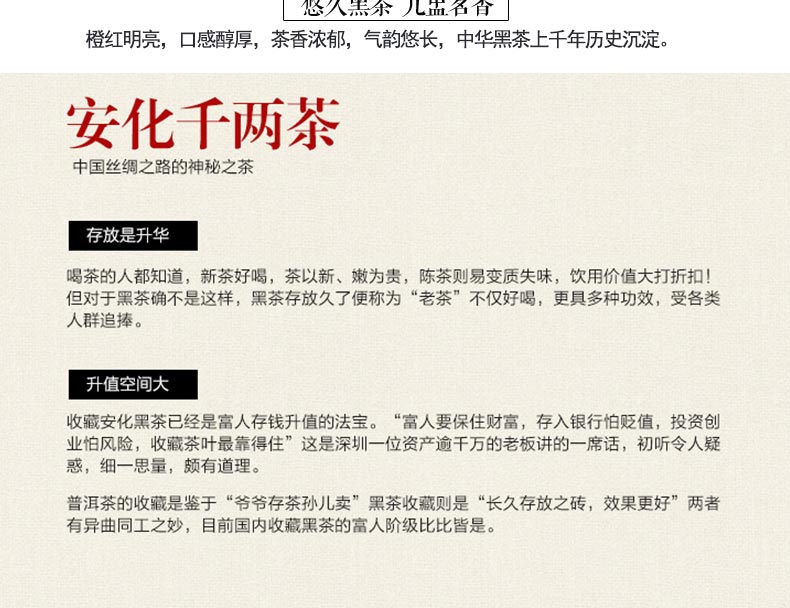 悠久黑茶 几盅茗香
橙红明亮，口感醇厚，茶香浓郁，气韵悠长，中华黑茶上千年历史沉淀。
安化千两茶
中国丝绸之路的神秘之茶
存放是升华
喝茶的人都知道，新茶好喝，茶以新、嫩为贵，陈茶则易变质失味，饮用价值大打折扣！
但对于黑茶确不是这样，黑茶存放久了便称为“老茶”不仅好喝，更具多种功效，受各类
人群追捧。
升值空间大
收藏安化黑茶已经是富人存钱升值的法宝。“富人要保住财富，存入银行怕贬值，投资创
业怕风险，收藏茶叶最靠得住”这是深圳一位资产逾千万的老板讲的一席话，初听令人疑
惑，细一思量，颇有道理。
普洱茶的收藏是鉴于“爷爷存茶孙儿卖”黑茶收藏则是“长久存放之砖，效果更好”两者
有异曲同工之妙，目前国内收藏黑茶的富人阶级比比皆是。